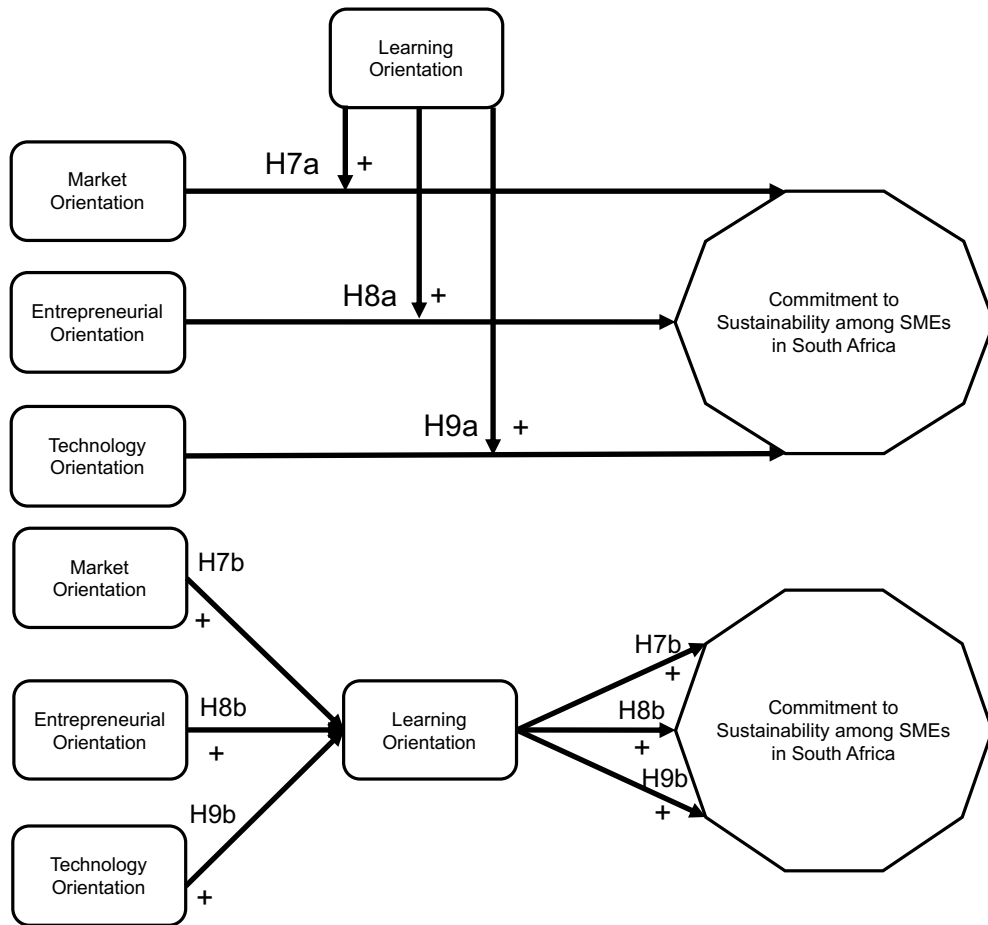 Learning
Orientation
H7a +
Market
Orientation
H8a +
Entrepreneurial
Orientation
Commitment to
Sustainability among SMEs
in South Africa
H9a +
Technology
Orientation
Market
Orientation
H7b
+
Entrepreneurial
Orientation
H8b
+
H9b
Technology
Orientation
+
Learning
Orientation
H7b
+
H8b
+
H9b
+
Commitment to
Sustainability among SMEs
in South Africa